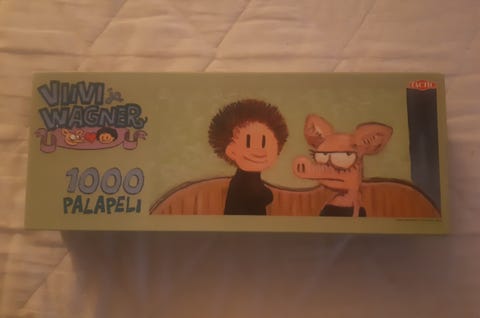 VIIVI ja
WAGNER
1000
PALAPELI
TACTIC